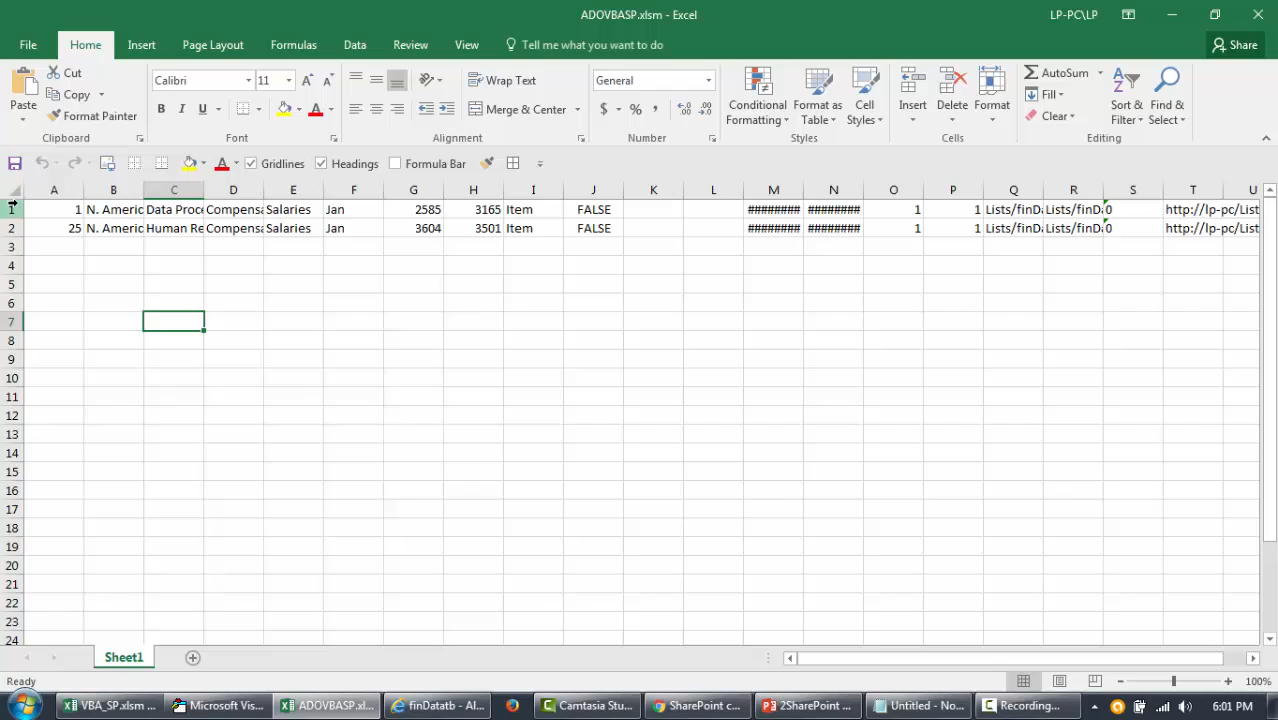 ADOVBASP.xlsm - Excel
LP-PC\LP
File Home Insert Page Layout Formulas Data Review View Tell me what you want to do Share
Paste
Cut
Copy
Format Painter
Clipboard
Calibri 11
B I U
Font
Wrap Text
Merge & Center
Alignment
General
$ % ,
Number
Conditional Formatting
Format as Table
Cell Styles
Styles
Insert
Delete
Format
Cells
AutoSum
Fill
Clear
Sort & Filter
Find & Select
Editing
Gridlines Headings Formula Bar
A B C D E F G H I J K L M N O P Q R S T U
1 1 N. Americ Data Proc Compensa Salaries Jan 2585 3165 Item FALSE ######## ######## 1 1 Lists/finDa Lists/finDa 0 http://lp-pc/List
2 25 N. Americ Human Re Compensa Salaries Jan 3604 3501 Item FALSE ######## ######## 1 1 Lists/finDa Lists/finDa 0 http://lp-pc/List
3
4
5
6
7
8
9
10
11
12
13
14
15
16
17
18
19
20
21
22
23
24
Sheet1
Ready
100%
VBA_SP.xlsm ... Microsoft Vis... ADOVBASP.xl... finDatatb - Al... Camtasia Stu... SharePoint c... 2SharePoint ... Untitled - No... Recording... 6:01 PM